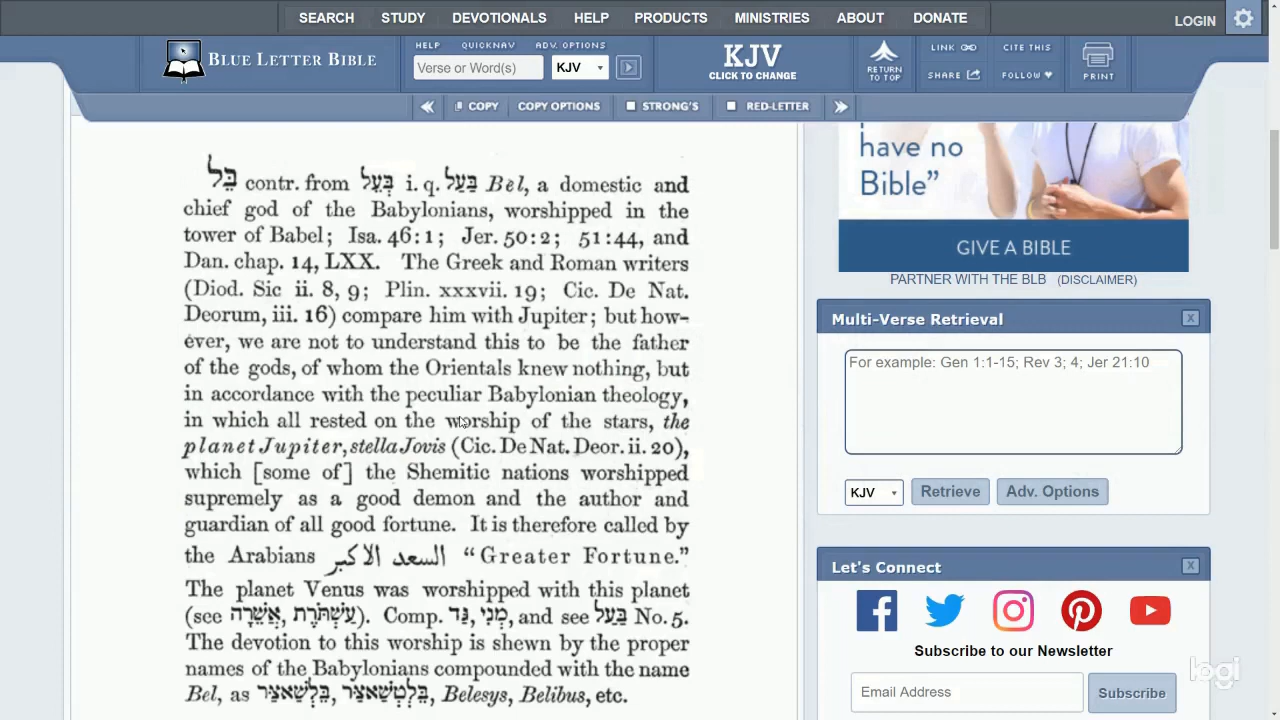 SEARCH STUDY DEVOTIONALS HELP PRODUCTS MINISTRIES ABOUT DONATE LOGIN
BLUE LETTER BIBLE
HELP QUICKNAV ADV. OPTIONS
Verse or Word(s) KJV
KJV
CLICK TO CHANGE
RETURN
TO TOP
LINK CITE THIS
SHARE FOLLOW PRINT
COPY COPY OPTIONS STRONG'S RED-LETTER
בֵּל contr. from בְּעֵל i. q. בַּעַל Bel, a domestic and
chief god of the Babylonians, worshipped in the
tower of Babel; Isa. 46:1; Jer. 50:2; 51:44, and
Dan. chap. 14, LXX. The Greek and Roman writers
(Diod. Sic ii. 8, 9; Plin. xxxvii. 19; Cic. De Nat.
Deorum, iii. 16) compare him with Jupiter; but how-
ever, we are not to understand this to be the father
of the gods, of whom the Orientals knew nothing, but
in accordance with the peculiar Babylonian theology,
in which all rested on the worship of the stars, the
planet Jupiter, stella Jovis (Cic. De Nat. Deor. ii. 20),
which [some of] the Shemitic nations worshipped
supremely as a good demon and the author and
guardian of all good fortune. It is therefore called by
the Arabians السعد الاكبر "Greater Fortune."
The planet Venus was worshipped with this planet
(see עַשְׁתֹּרֶת, אֲשֵׁרָה). Comp. מְנִי, גַּד, and see בַּעַל No. 5.
The devotion to this worship is shewn by the proper
names of the Babylonians compounded with the name
Bel, as בֵּלְטְשַׁאצַּר, בֵּלְשַׁאצַּר, Belesys, Belibus, etc.
have no
Bible"
GIVE A BIBLE
PARTNER WITH THE BLB (DISCLAIMER)
Multi-Verse Retrieval X
For example: Gen 1:1-15; Rev 3; 4; Jer 21:10
KJV Retrieve Adv. Options
Let's Connect X
Subscribe to our Newsletter
Email Address Subscribe
logi